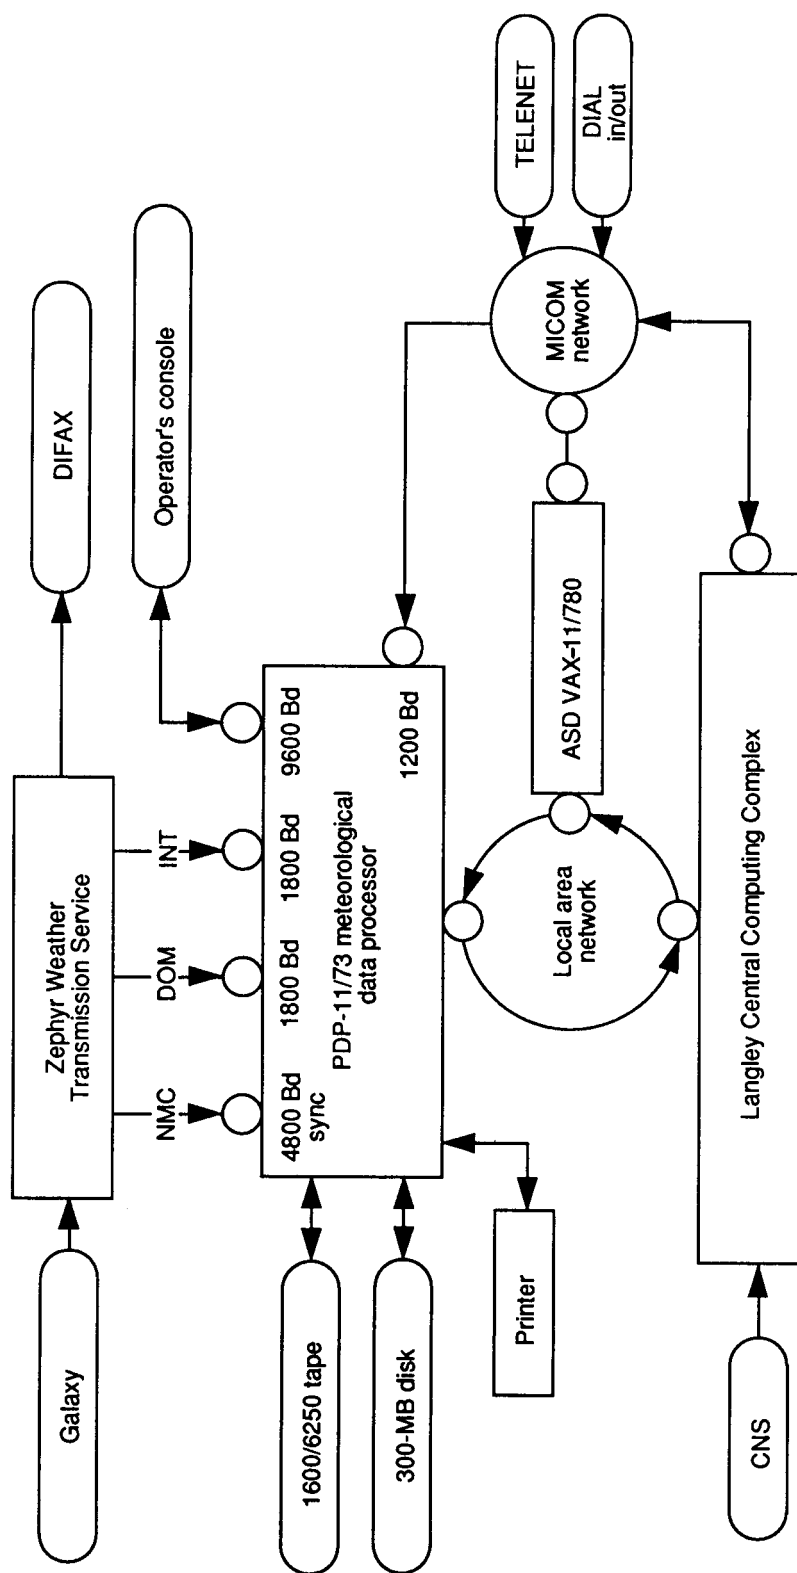 Galaxy
Zephyr Weather
Transmission Service
DIFAX
NMC
DOM
INT
Operator's console
4800 Bd
sync
1800 Bd
1800 Bd
9600 Bd
PDP-11/73 meteorological
data processor
1200 Bd
1600/6250 tape
300-MB disk
Printer
Local area
network
ASD VAX-11/780
MICOM
network
TELENET
DIAL
in/out
CNS
Langley Central Computing Complex